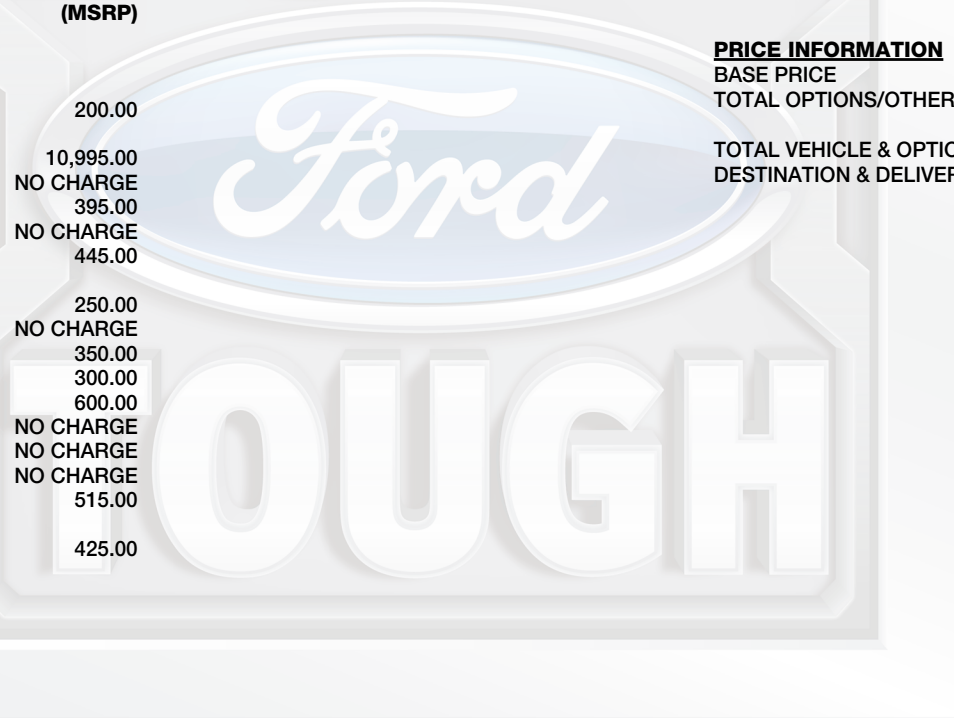 (MSRP)
200.00
10,995.00
NO CHARGE
395.00
NO CHARGE
445.00
250.00
NO CHARGE
350.00
300.00
600.00
NO CHARGE
NO CHARGE
NO CHARGE
515.00
425.00
PRICE INFORMATION
BASE PRICE
TOTAL OPTIONS/OTHER
TOTAL VEHICLE & OPTIO
DESTINATION & DELIVER
Ford
TOUGH